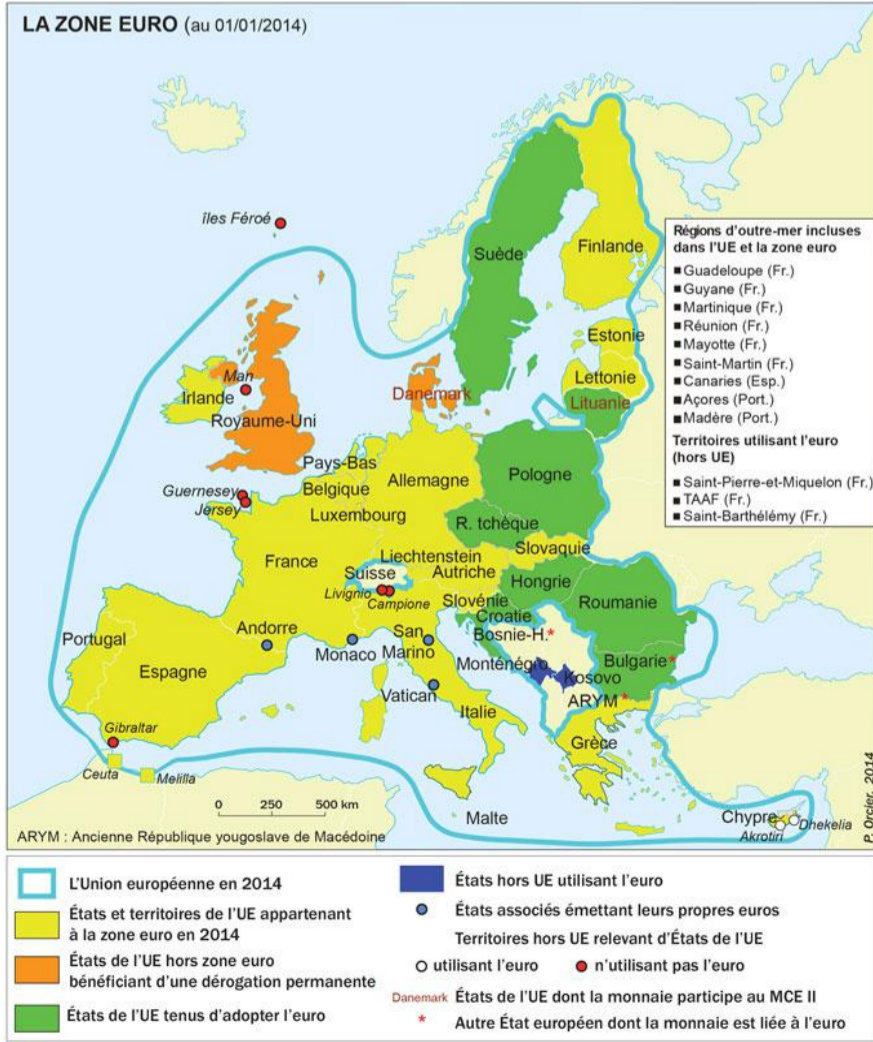 LA ZONE EURO (au 01/01/2014)
îles Féroé
Suède
Finlande
Régions d'outre-mer incluses
dans l'UE et la zone euro
■ Guadeloupe (Fr.)
■ Guyane (Fr.)
■ Martinique (Fr.)
■ Réunion (Fr.)
■ Mayotte (Fr.)
■ Saint-Martin (Fr.)
■ Canaries (Esp.)
■ Açores (Port.)
■ Madère (Port.)
Territoires utilisant l'euro
(hors UE)
■ Saint-Pierre-et-Miquelon (Fr.)
■ TAAF (Fr.)
■ Saint-Barthélémy (Fr.)
Estonie
Lettonie
Lituanie
Man
Irlande
Royaume-Uni
Danemark
Pays-Bas
Belgique
Luxembourg
Allemagne
Pologne
Guernesey
Jersey
R. tchèque
Slovaquie
France
Liechtenstein
Suisse
Autriche
Hongrie
Roumanie
Livignio
Campione
Slovénie
Croatie
Bosnie-H.*
Andorre
Monaco
San
Marino
Monténégro
Kosovo
Bulgarie*
ARYM*
Portugal
Espagne
Vatican
Italie
Grèce
Gibraltar
Ceuta
Melilla
0 250 500 km
Malte
Chypre
Dhekelia
Akrotiri
ARYM : Ancienne République yougoslave de Macédoine
P. Orcier, 2014
L'Union européenne en 2014
États et territoires de l'UE appartenant
à la zone euro en 2014
États de l'UE hors zone euro
bénéficiant d'une dérogation permanente
États de l'UE tenus d'adopter l'euro
États hors UE utilisant l'euro
États associés émettant leurs propres euros
Territoires hors UE relevant d'États de l'UE
utilisant l'euro n'utilisant pas l'euro
Danemark États de l'UE dont la monnaie participe au MCE II
* Autre État européen dont la monnaie est liée à l'euro